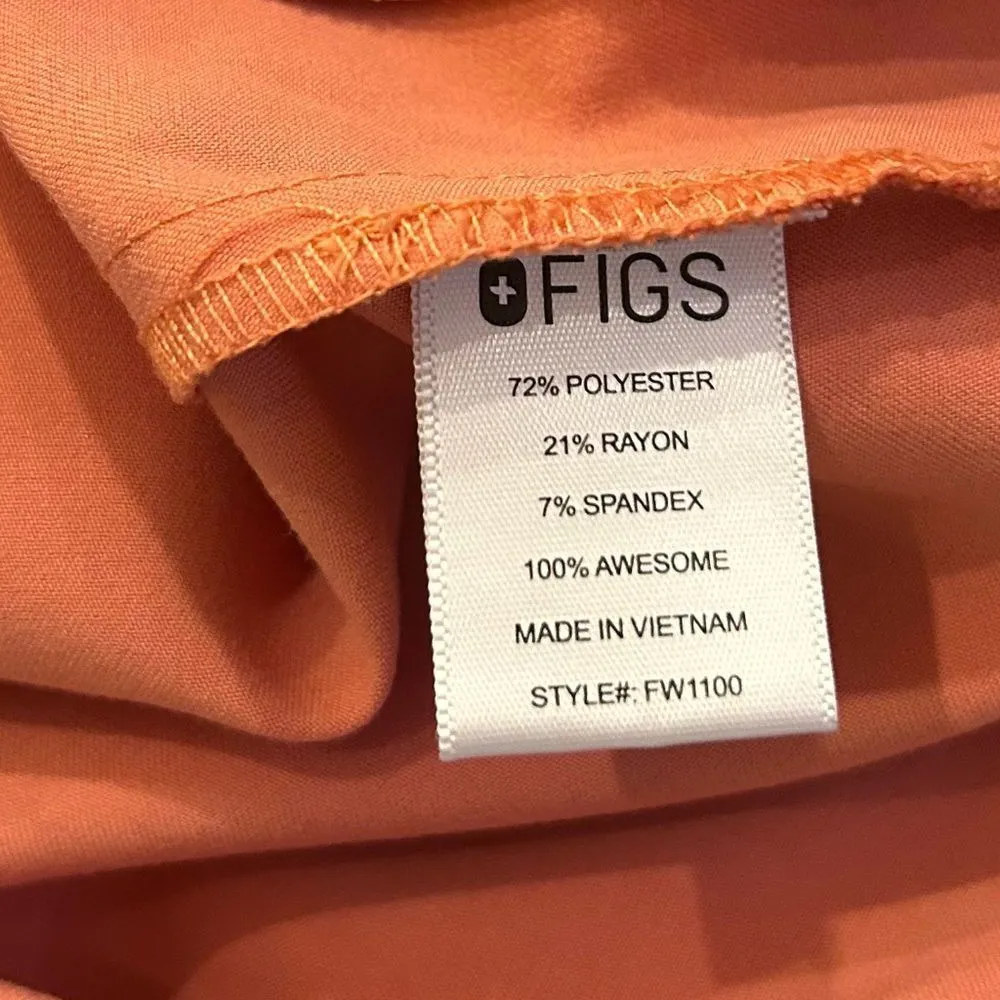 FIGS
72% POLYESTER
21% RAYON
7% SPANDEX
100% AWESOME
MADE IN VIETNAM
STYLE#: FW1100